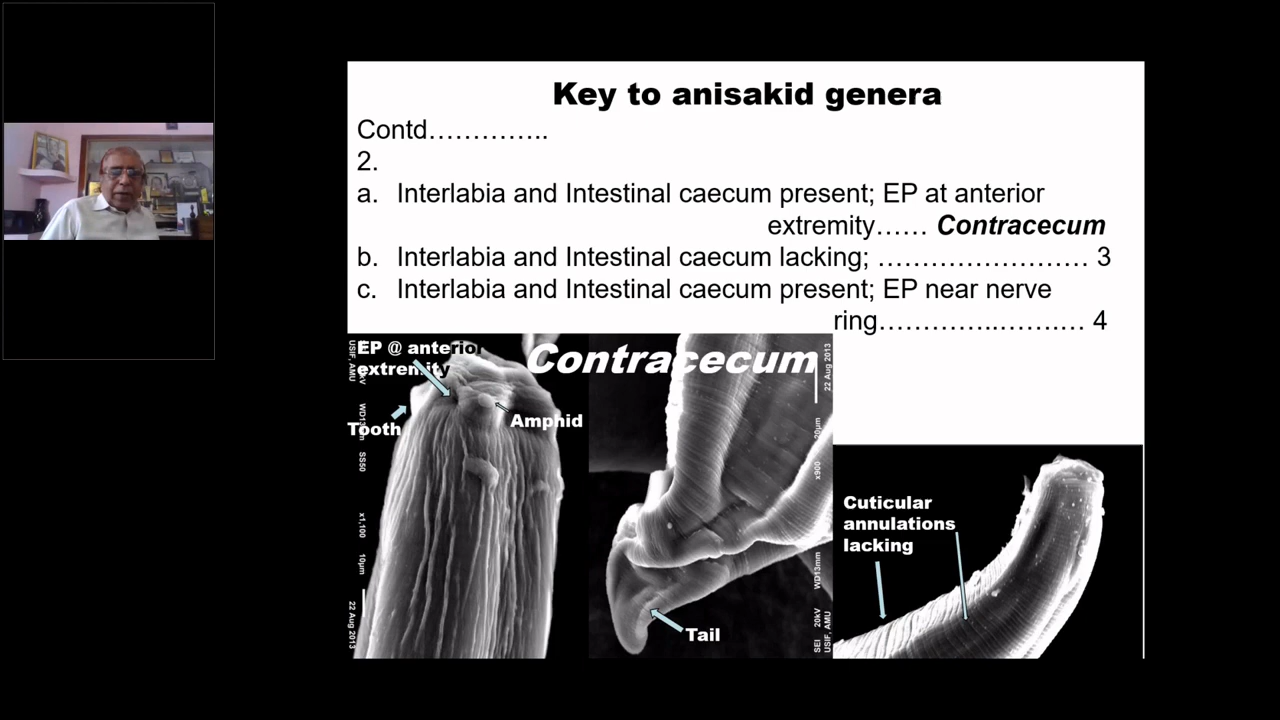 Key to anisakid genera
Contd…………..
2.
a. Interlabia and Intestinal caecum present; EP at anterior
extremity…… Contracecum
b. Interlabia and Intestinal caecum lacking; …………………… 3
c. Interlabia and Intestinal caecum present; EP near nerve
ring…………..…….… 4
EP @ anterior
extremity
Contracecum
Tooth
Amphid
Tail
Cuticular
annulations
lacking
USIF, AMU
kV WD13mm SS50 x1,100 10µm
22 Aug 2013
22 Aug 2013
x900 20µm
SEI 20kV WD13mm
USIF, AMU